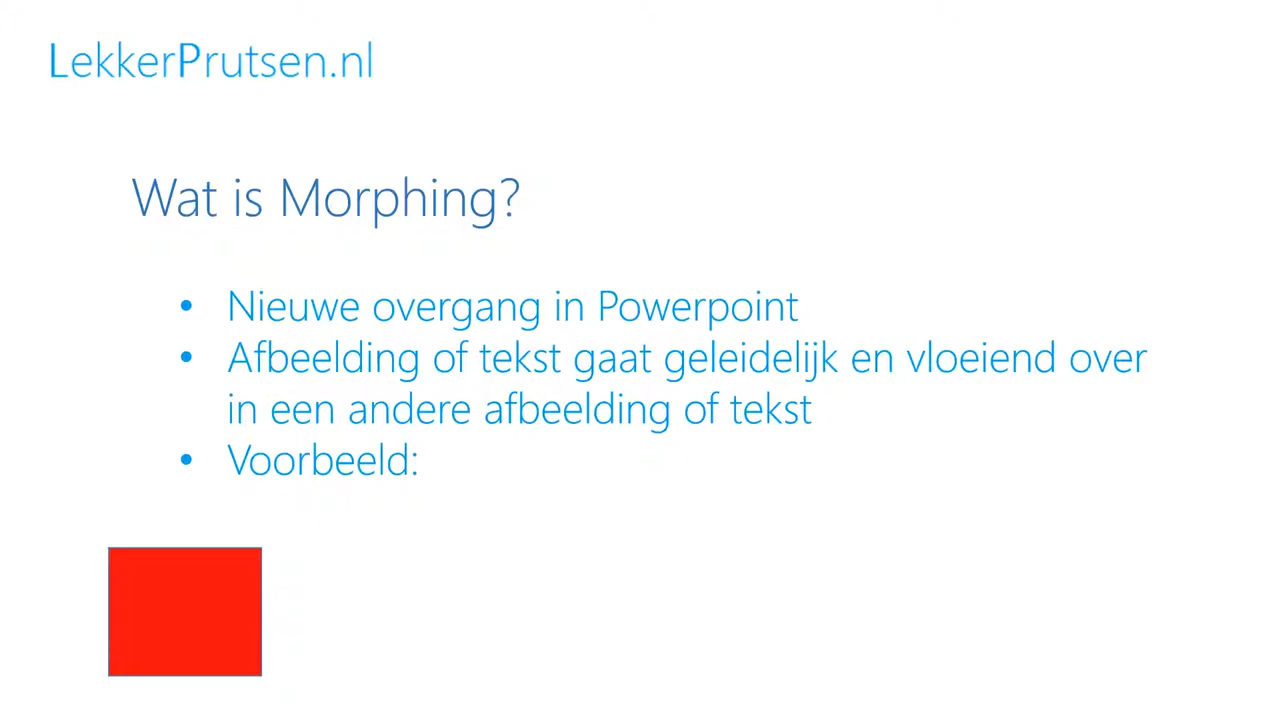 LekkerPrutsen.nl
Wat is Morphing?
• Nieuwe overgang in Powerpoint
• Afbeelding of tekst gaat geleidelijk en vloeiend over
in een andere afbeelding of tekst
• Voorbeeld: